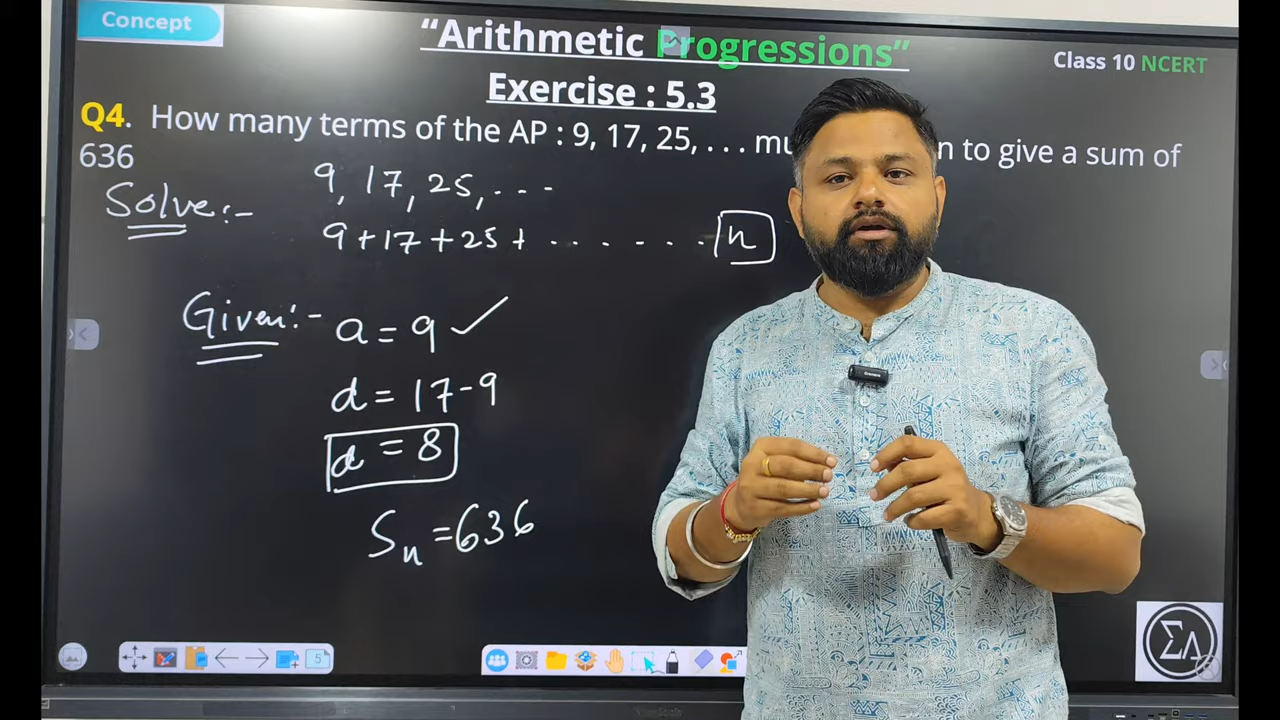 Concept
“Arithmetic Progressions”
Class 10 NCERT
Exercise : 5.3
Q4. How many terms of the AP : 9, 17, 25, . . . to give a sum of
636
Solve:-
9, 17, 25, . . .
9+17+25+ . . . . . . . n
Given:-
a = 9 ✓
d = 17-9
d = 8
Sn = 636
5
ΣΛ